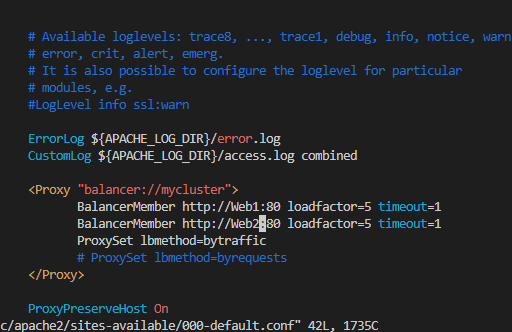 # Available loglevels: trace8, ..., trace1, debug, info, notice, warn
# error, crit, alert, emerg.
# It is also possible to configure the loglevel for particular
# modules, e.g.
#LogLevel info ssl:warn
ErrorLog ${APACHE_LOG_DIR}/error.log
CustomLog ${APACHE_LOG_DIR}/access.log combined
<Proxy "balancer://mycluster">
BalancerMember http://Web1:80 loadfactor=5 timeout=1
BalancerMember http://Web2:80 loadfactor=5 timeout=1
ProxySet lbmethod=bytraffic
# ProxySet lbmethod=byrequests
</Proxy>
ProxyPreserveHost On
c/apache2/sites-available/000-default.conf" 42L, 1735C